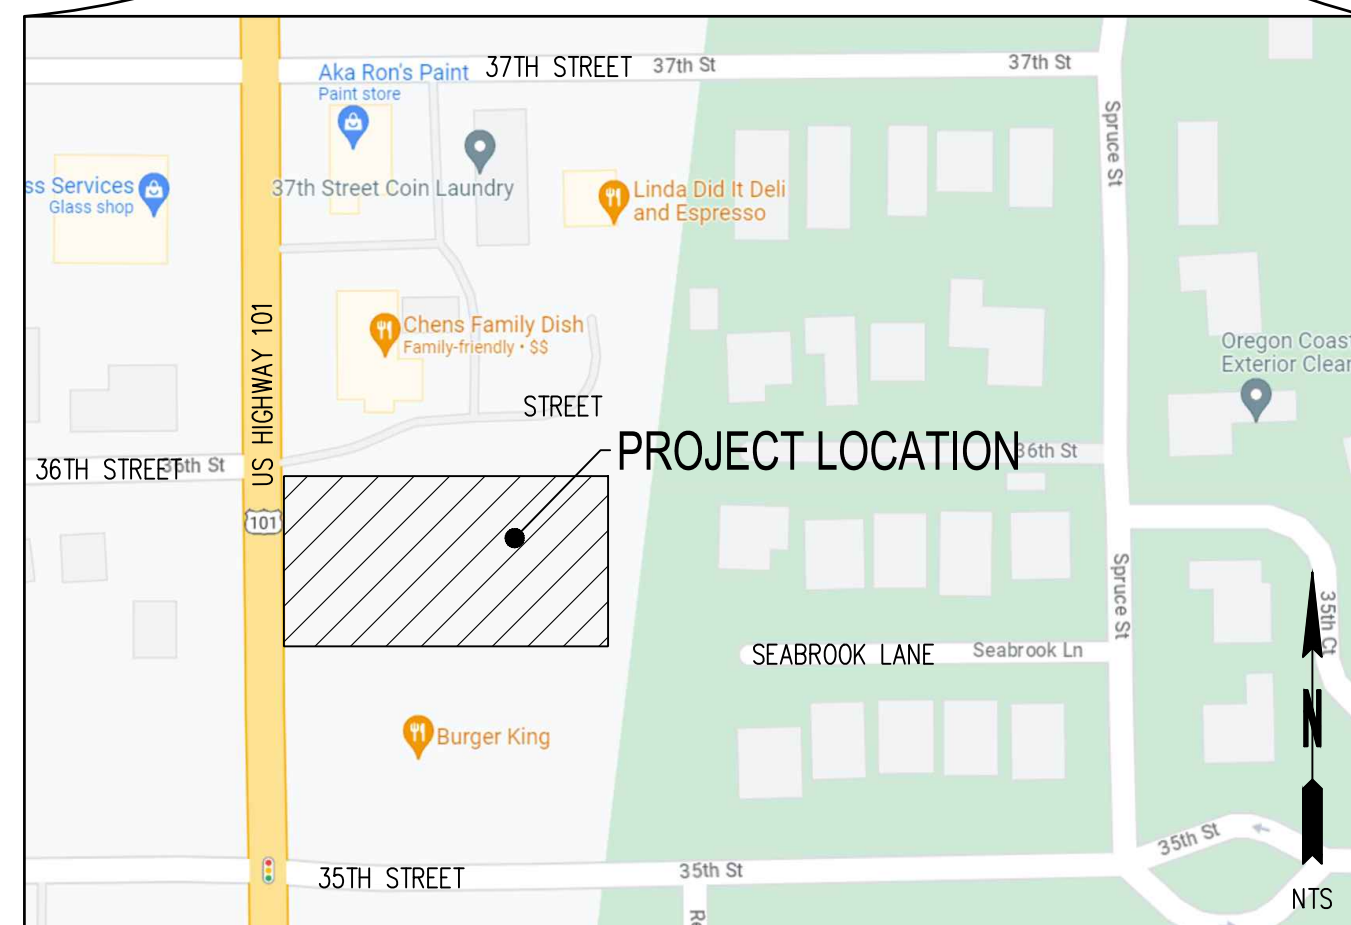 Aka Ron's Paint
Paint store
37TH STREET
37th St
37th St
Spruce St
ss Services
Glass shop
37th Street Coin Laundry
Linda Did It Deli
and Espresso
US HIGHWAY 101
Chens Family Dish
Family-friendly • $$
Oregon Coast
Exterior Clear
STREET
PROJECT LOCATION
36th St
36TH STREET
36th St
101
Spruce St
35th Ct
SEABROOK LANE
Seabrook Ln
N
Burger King
35th St
35TH STREET
35th St
Re
NTS